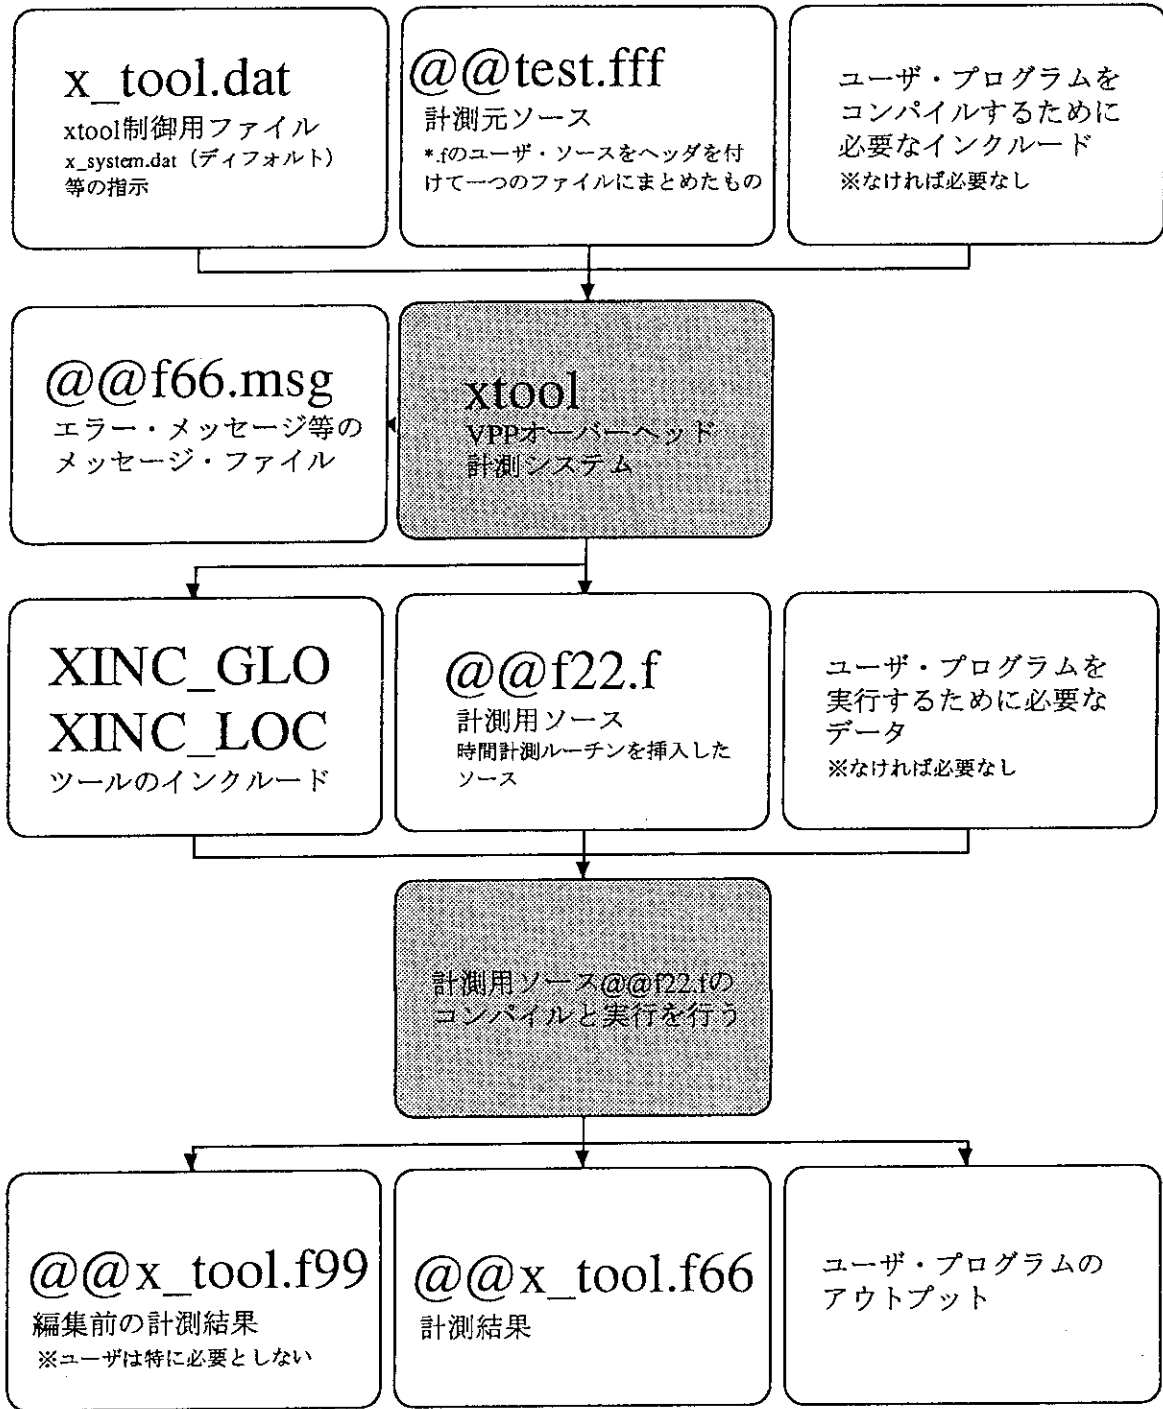 x_tool.dat
xtool制御用ファイル
x_system.dat（ディフォルト）
等の指示
@@test.fff
計測元ソース
*.fのユーザ・ソースをヘッダを付
けて一つのファイルにまとめたもの
ユーザ・プログラムを
コンパイルするために
必要なインクルード
※なければ必要なし
@@f66.msg
エラー・メッセージ等の
メッセージ・ファイル
xtool
VPPオーバーヘッド
計測システム
XINC_GLO
XINC_LOC
ツールのインクルード
@@f22.f
計測用ソース
時間計測ルーチンを挿入した
ソース
ユーザ・プログラムを
実行するために必要な
データ
※なければ必要なし
計測用ソース@@f22.fの
コンパイルと実行を行う
@@x_tool.f99
編集前の計測結果
※ユーザは特に必要としない
@@x_tool.f66
計測結果
ユーザ・プログラムの
アウトプット